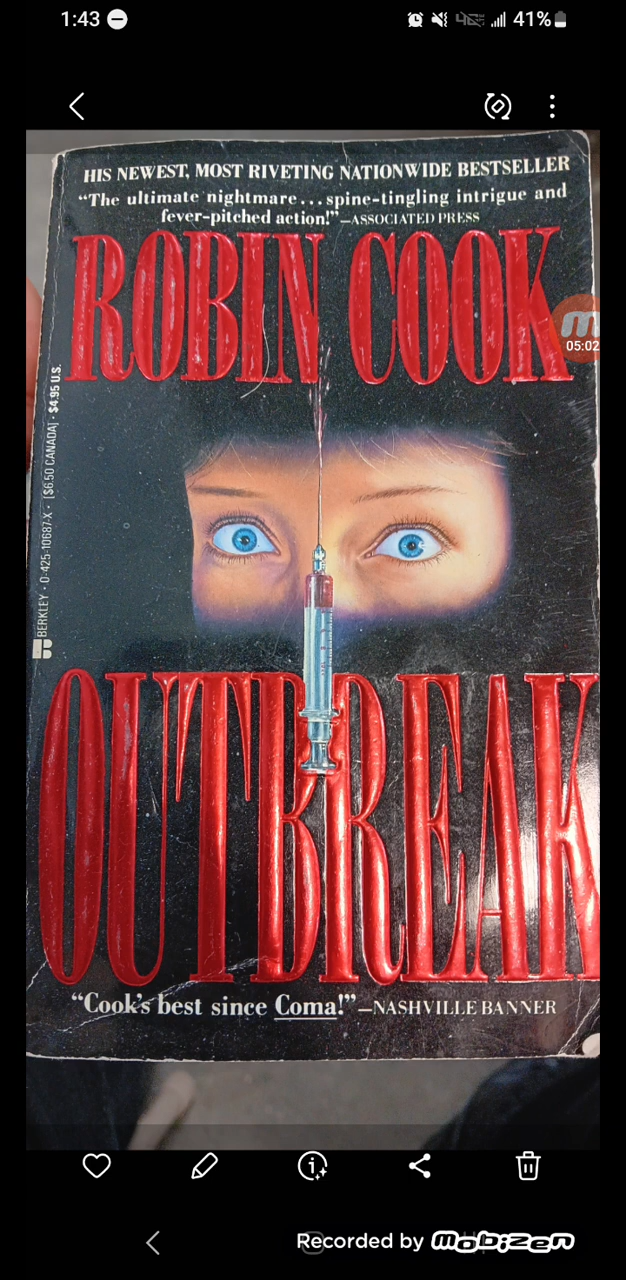 1:43
41%
HIS NEWEST, MOST RIVETING NATIONWIDE BESTSELLER
“The ultimate nightmare...spine-tingling intrigue and
fever-pitched action!”—ASSOCIATED PRESS
ROBIN COOK
05:02
BERKLEY • 0-425-10687-X • [$6.50 CANADA] • $4.95 U.S.
OUTBREAK
“Cook's best since Coma!”—NASHVILLE BANNER
Recorded by Mobizen